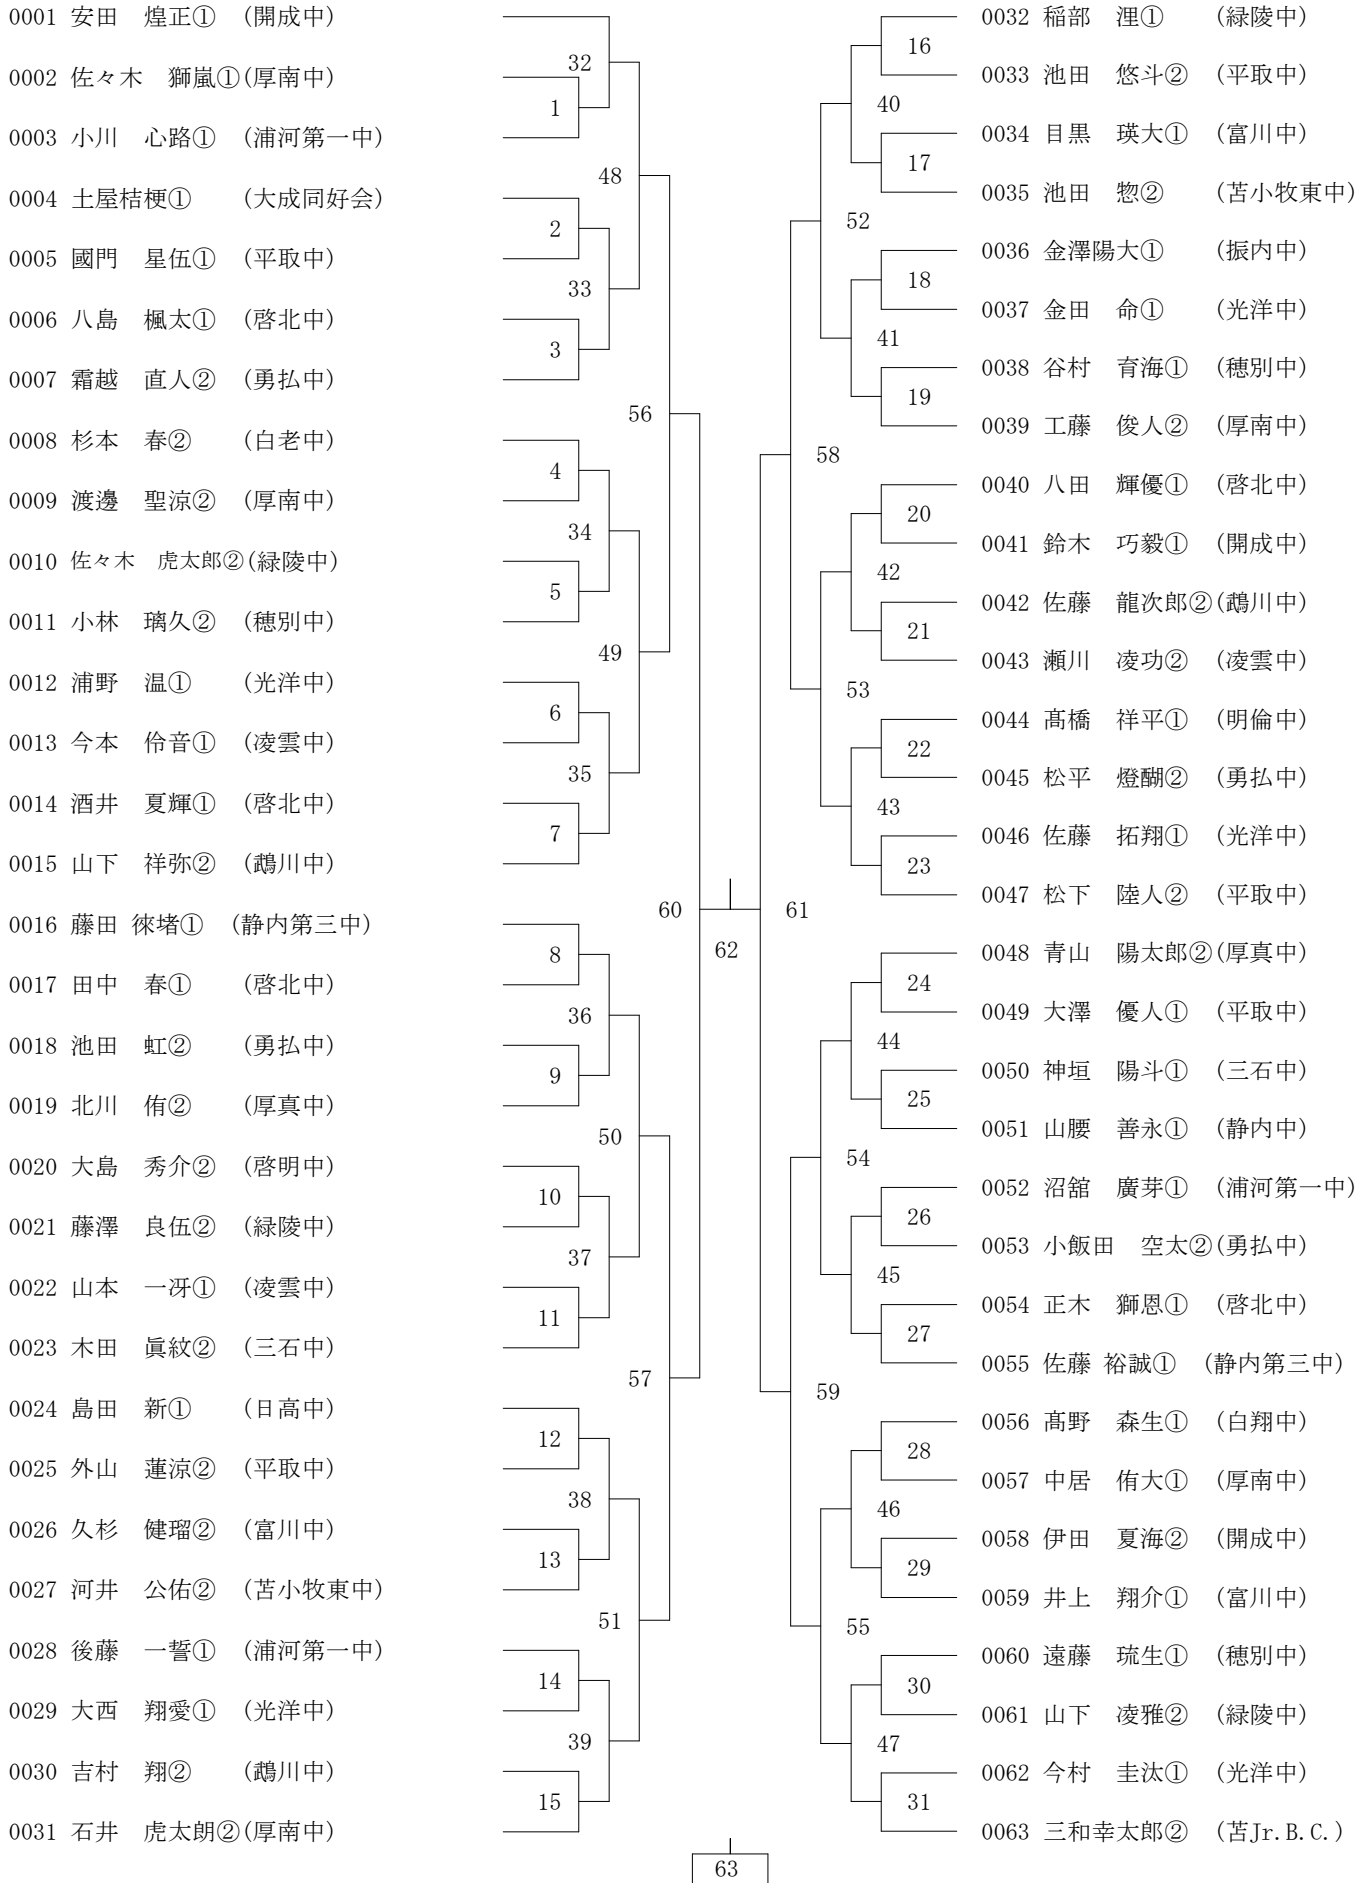 0001 安田　煌正① (開成中)
0002 佐々木　獅嵐①(厚南中)
0003 小川　心路① (浦河第一中)
0004 土屋桔梗① (大成同好会)
0005 國門　星伍① (平取中)
0006 八島　楓太① (啓北中)
0007 霜越　直人② (勇払中)
0008 杉本　春② (白老中)
0009 渡邊　聖涼② (厚南中)
0010 佐々木　虎太郎②(緑陵中)
0011 小林　璃久② (穂別中)
0012 浦野　温① (光洋中)
0013 今本　伶音① (凌雲中)
0014 酒井　夏輝① (啓北中)
0015 山下　祥弥② (鵡川中)
0016 藤田 徠堵① (静内第三中)
0017 田中　春① (啓北中)
0018 池田　虹② (勇払中)
0019 北川　侑② (厚真中)
0020 大島　秀介② (啓明中)
0021 藤澤　良伍② (緑陵中)
0022 山本　一冴① (凌雲中)
0023 木田　眞紋② (三石中)
0024 島田　新① (日高中)
0025 外山　蓮涼② (平取中)
0026 久杉　健瑠② (富川中)
0027 河井　公佑② (苫小牧東中)
0028 後藤　一誓① (浦河第一中)
0029 大西　翔愛① (光洋中)
0030 吉村　翔② (鵡川中)
0031 石井　虎太朗②(厚南中)
1
2
3
4
5
6
7
8
9
10
11
12
13
14
15
32
33
34
35
36
37
38
39
48
49
50
51
56
57
60
62
61
58
59
52
53
54
55
40
41
42
43
44
45
46
47
16
17
18
19
20
21
22
23
24
25
26
27
28
29
30
31
0032 稲部　浬① (緑陵中)
0033 池田　悠斗② (平取中)
0034 目黒　瑛大① (富川中)
0035 池田　惣② (苫小牧東中)
0036 金澤陽大① (振内中)
0037 金田　命① (光洋中)
0038 谷村　育海① (穂別中)
0039 工藤　俊人② (厚南中)
0040 八田　輝優① (啓北中)
0041 鈴木　巧毅① (開成中)
0042 佐藤　龍次郎②(鵡川中)
0043 瀬川　凌功② (凌雲中)
0044 髙橋　祥平① (明倫中)
0045 松平　燈醐② (勇払中)
0046 佐藤　拓翔① (光洋中)
0047 松下　陸人② (平取中)
0048 青山　陽太郎②(厚真中)
0049 大澤　優人① (平取中)
0050 神垣　陽斗① (三石中)
0051 山腰　善永① (静内中)
0052 沼舘　廣芽① (浦河第一中)
0053 小飯田　空太②(勇払中)
0054 正木　獅恩① (啓北中)
0055 佐藤 裕誠① (静内第三中)
0056 髙野　森生① (白翔中)
0057 中居　侑大① (厚南中)
0058 伊田　夏海② (開成中)
0059 井上　翔介① (富川中)
0060 遠藤　琉生① (穂別中)
0061 山下　凌雅② (緑陵中)
0062 今村　圭汰① (光洋中)
0063 三和幸太郎② (苫Jr.B.C.)
63